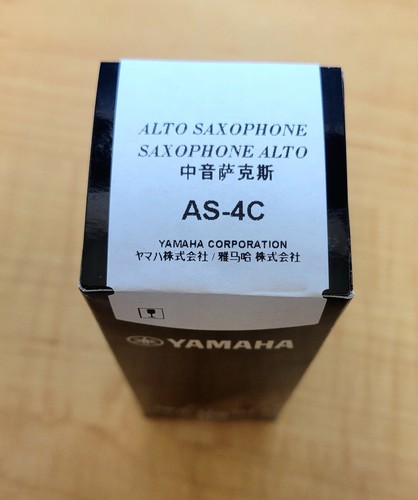 ALTO SAXOPHONE
SAXOPHONE ALTO
中音萨克斯
AS-4C
YAMAHA CORPORATION
ヤマハ株式会社 / 雅马哈 株式会社
YAMAHA